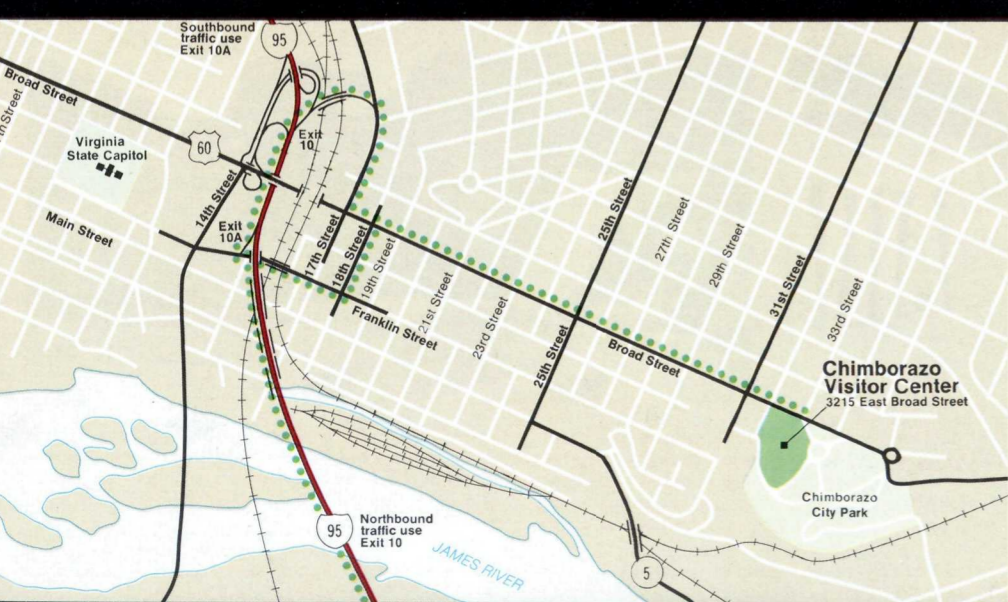 Southbound
traffic use
Exit 10A
95
Broad Street
th Street
Virginia
State Capitol
60
Exit
10
14th Street
Main Street
Exit
10A
17th Street
18th Street
19th Street
Franklin Street
21st Street
23rd Street
25th Street
25th Street
27th Street
29th Street
31st Street
33rd Street
Broad Street
Chimborazo
Visitor Center
3215 East Broad Street
Chimborazo
City Park
95
Northbound
traffic use
Exit 10
JAMES RIVER
5